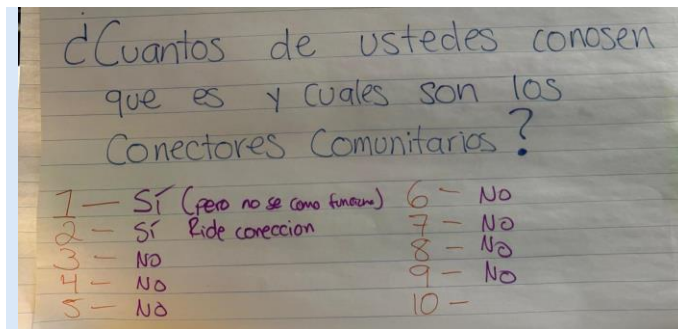 ¿Cuantos de ustedes conosen
que es y cuales son los
Conectores Comunitarios?
1 — Sí (pero no se como funciona)
2 — Sí Ride coneccion
3 — No
4 — No
5 — No
6 — No
7 — No
8 — No
9 — No
10 —